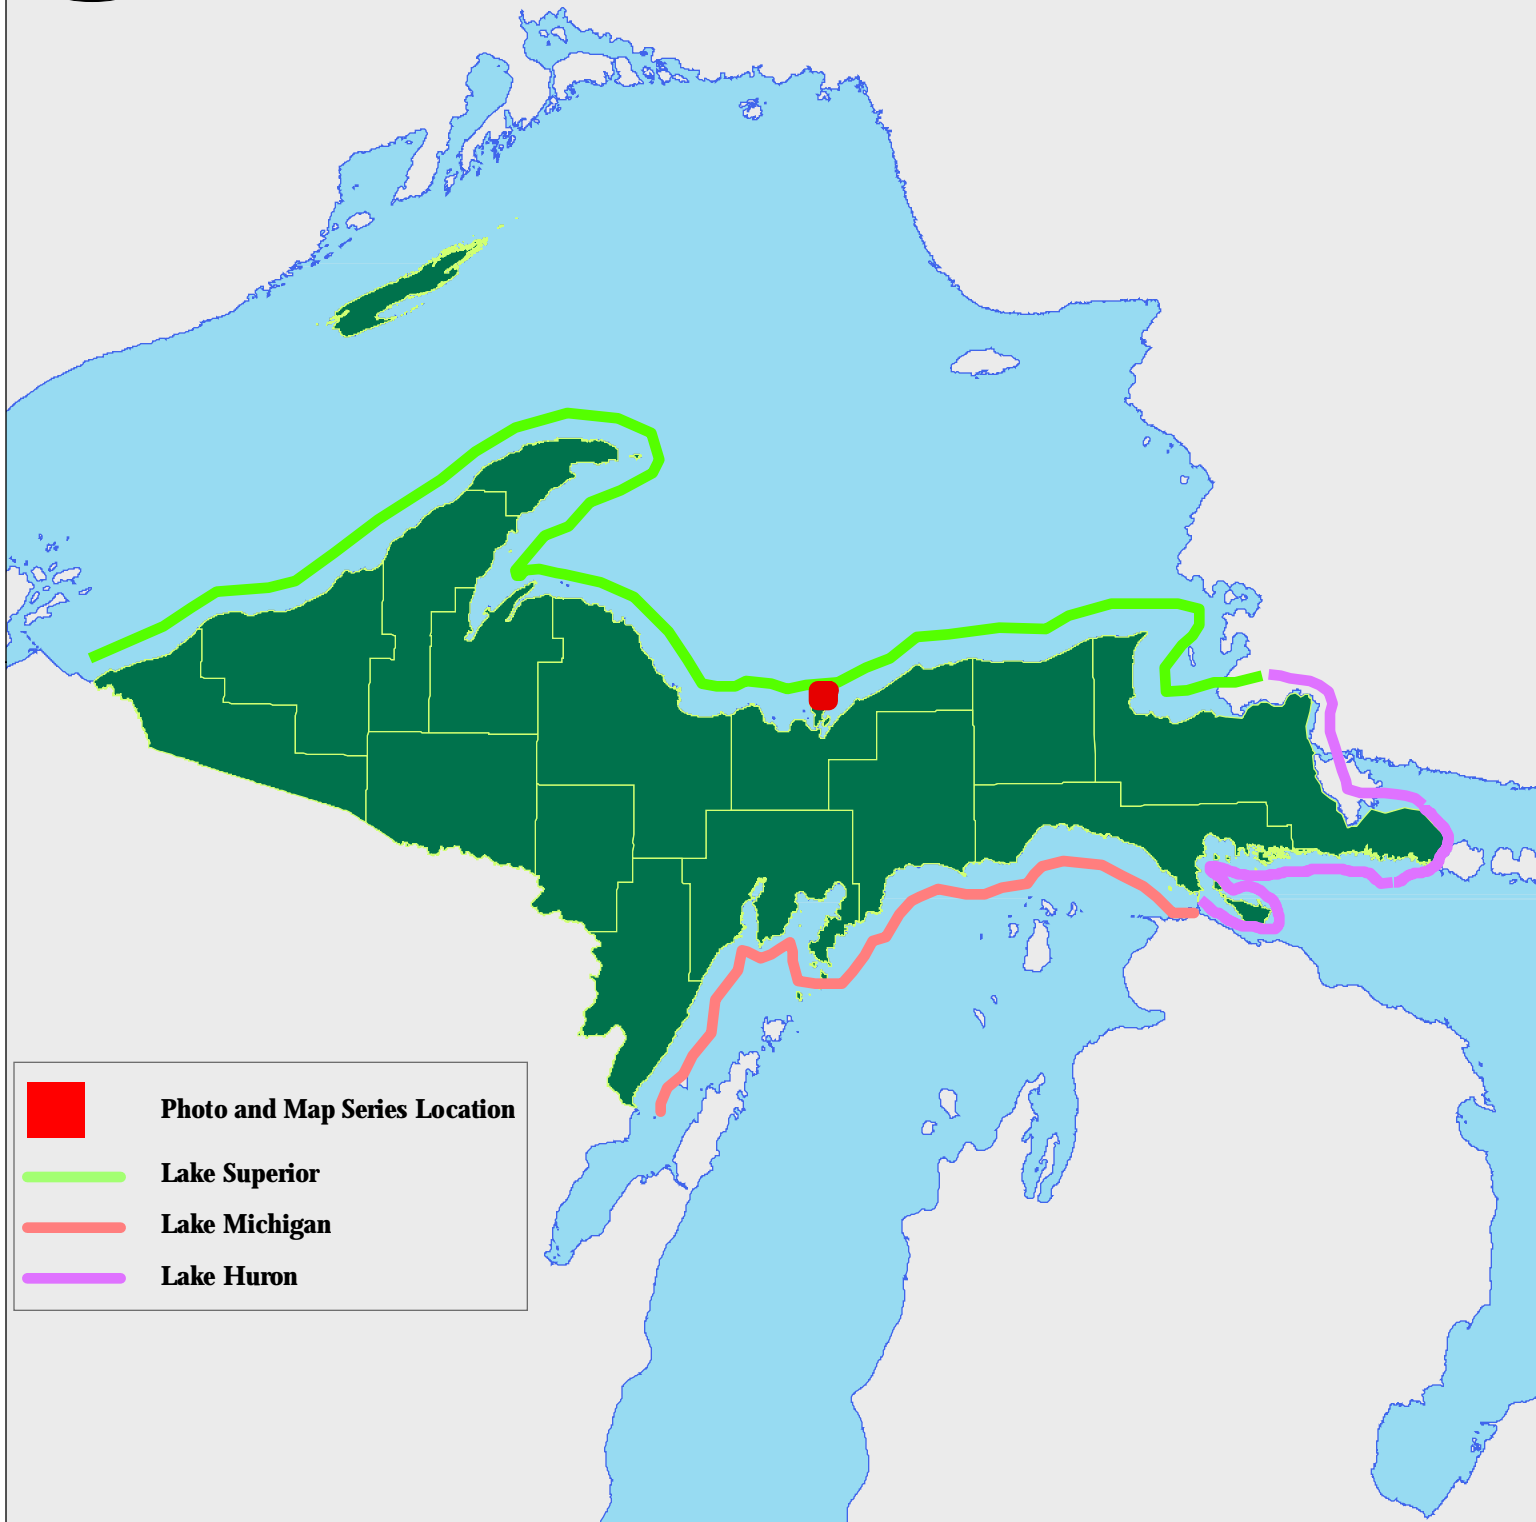 Photo and Map Series Location
Lake Superior
Lake Michigan
Lake Huron